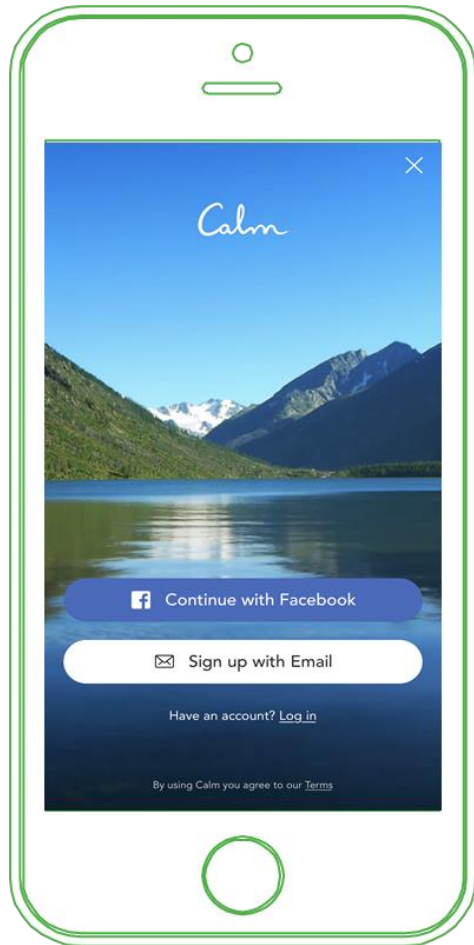 Calm
Continue with Facebook
Sign up with Email
Have an account? Log in
By using Calm you agree to our Terms